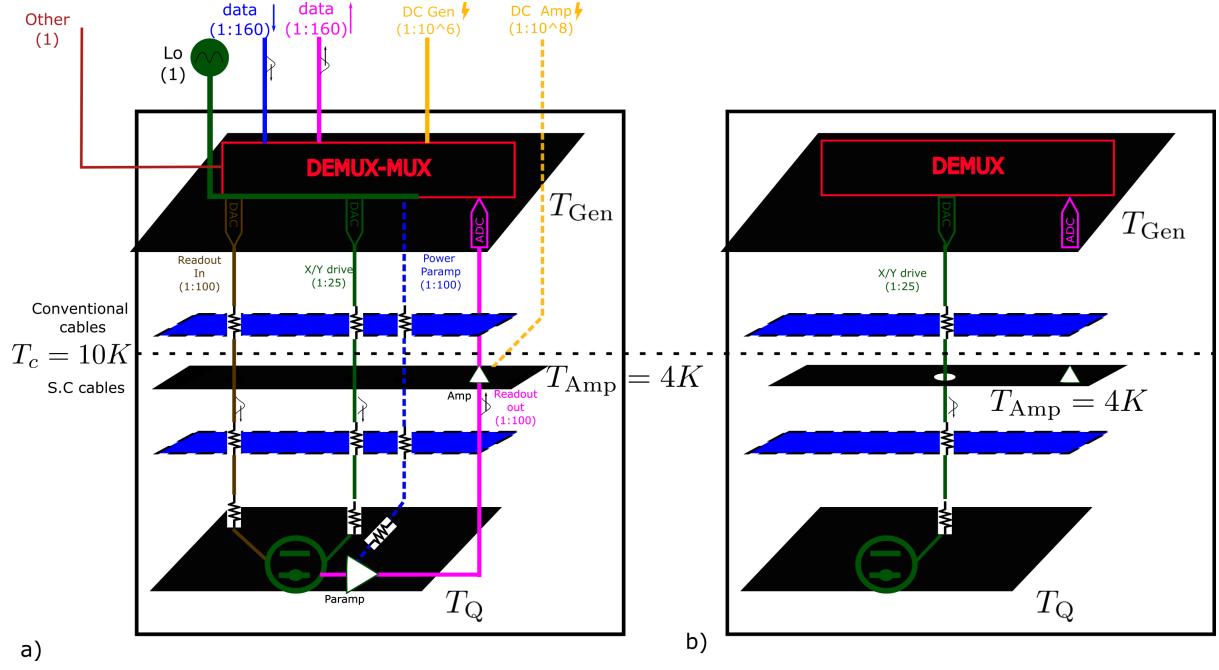 Other
(1)
data
(1:160)
data
(1:160)
DC Gen
(1:10^6)
DC Amp
(1:10^8)
Lo
(1)
DEMUX-MUX
DAC
DAC
ADC
T_Gen
Readout
In
(1:100)
X/Y drive
(1:25)
Power
Paramp
(1:100)
Conventional
cables
T_c = 10K
S.C cables
Amp
T_Amp = 4K
Readout
out
(1:100)
Paramp
T_Q
a)
DEMUX
DAC
ADC
T_Gen
X/Y drive
(1:25)
T_Amp = 4K
T_Q
b)